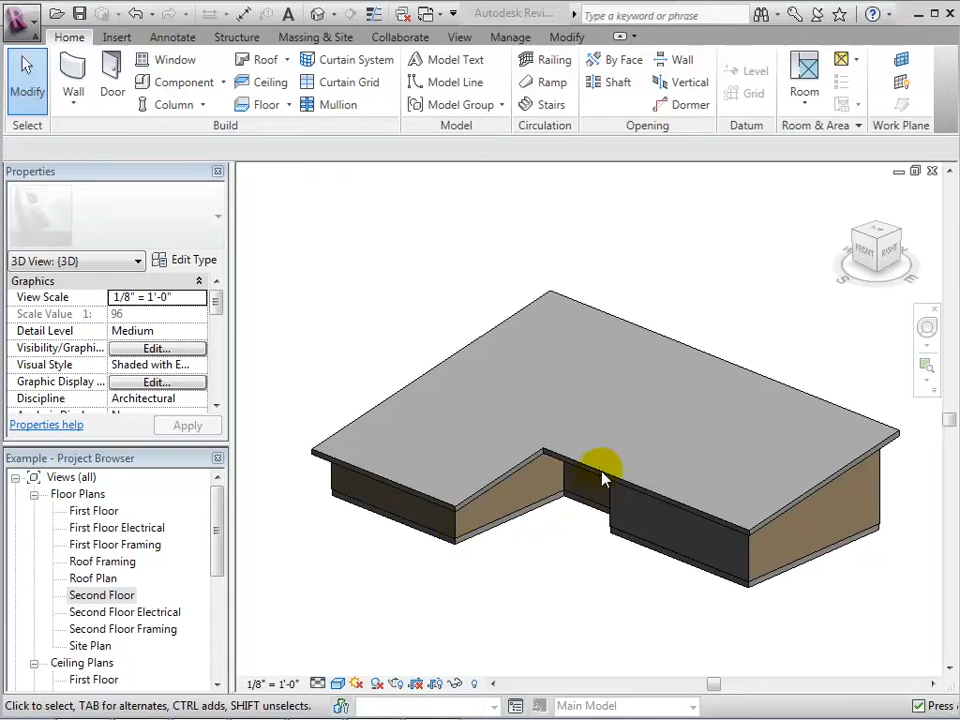 Autodesk Revi...
Type a keyword or phrase
Home Insert Annotate Structure Massing & Site Collaborate View Manage Modify
Modify
Wall
Door
Window
Component
Column
Roof
Ceiling
Floor
Curtain System
Curtain Grid
Mullion
Model Text
Model Line
Model Group
Railing
Ramp
Stairs
By Face
Shaft
Wall
Vertical
Dormer
Level
Grid
Room
Select Build Model Circulation Opening Datum Room & Area Work Plane
Properties
3D View: {3D} Edit Type
Graphics
View Scale 1/8" = 1'-0"
Scale Value 1: 96
Detail Level Medium
Visibility/Graphi... Edit...
Visual Style Shaded with E...
Graphic Display ... Edit...
Discipline Architectural
Properties help Apply
Example - Project Browser
Views (all)
Floor Plans
First Floor
First Floor Electrical
First Floor Framing
Roof Framing
Roof Plan
Second Floor
Second Floor Electrical
Second Floor Framing
Site Plan
Ceiling Plans
First Floor
FRONT RIGHT
1/8" = 1'-0"
Click to select, TAB for alternates, CTRL adds, SHIFT unselects.
Main Model
Press